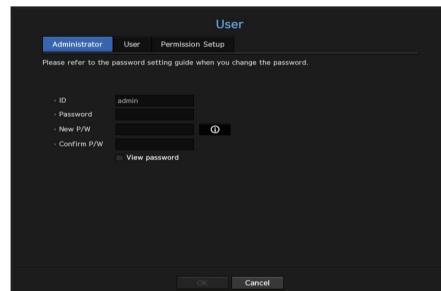 User
Administrator User Permission Setup
Please refer to the password setting guide when you change the password.
· ID admin
· Password
· New P/W
· Confirm P/W
View password
OK Cancel